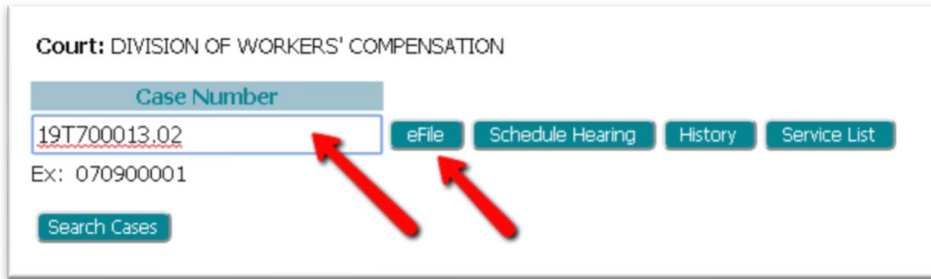 Court: DIVISION OF WORKERS' COMPENSATION
Case Number
19T700013.02 eFile Schedule Hearing History Service List
Ex: 070900001
Search Cases